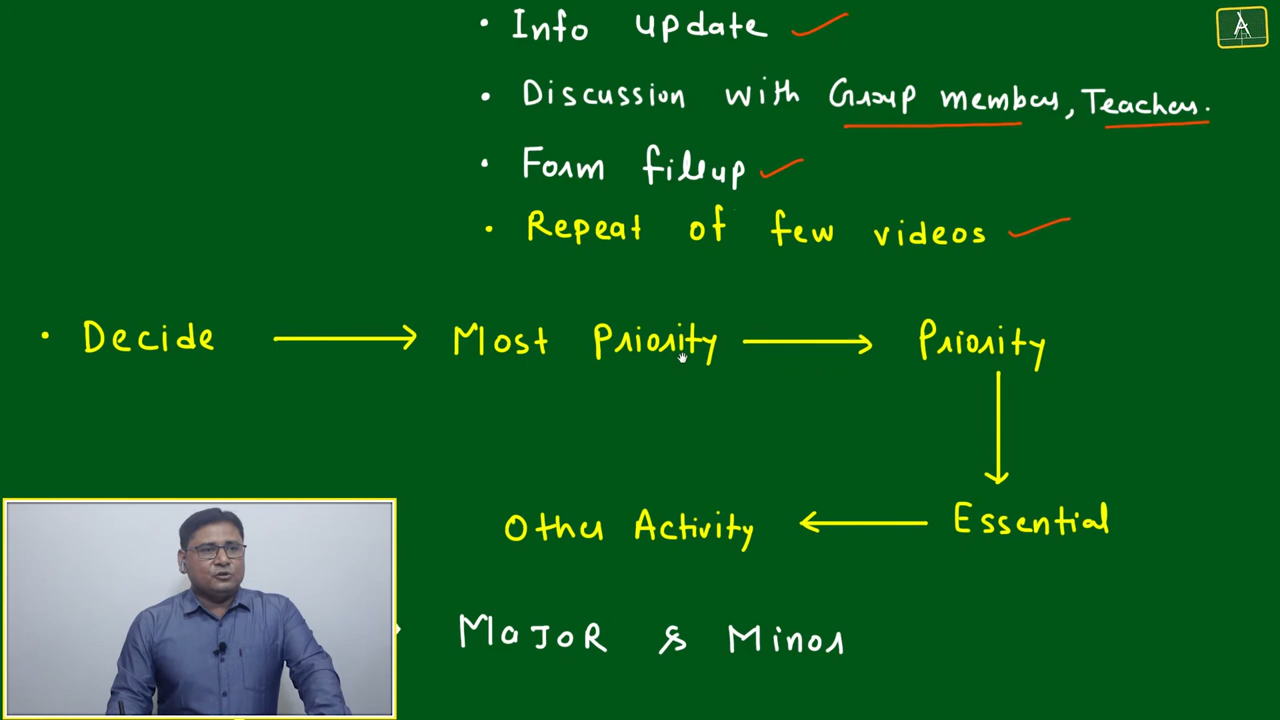 • Info update
• Discussion with Group members, Teachers.
• Form fillup
• Repeat of few videos
• Decide → Most Priority → Priority
Other Activity ← Essential
Major & Minor